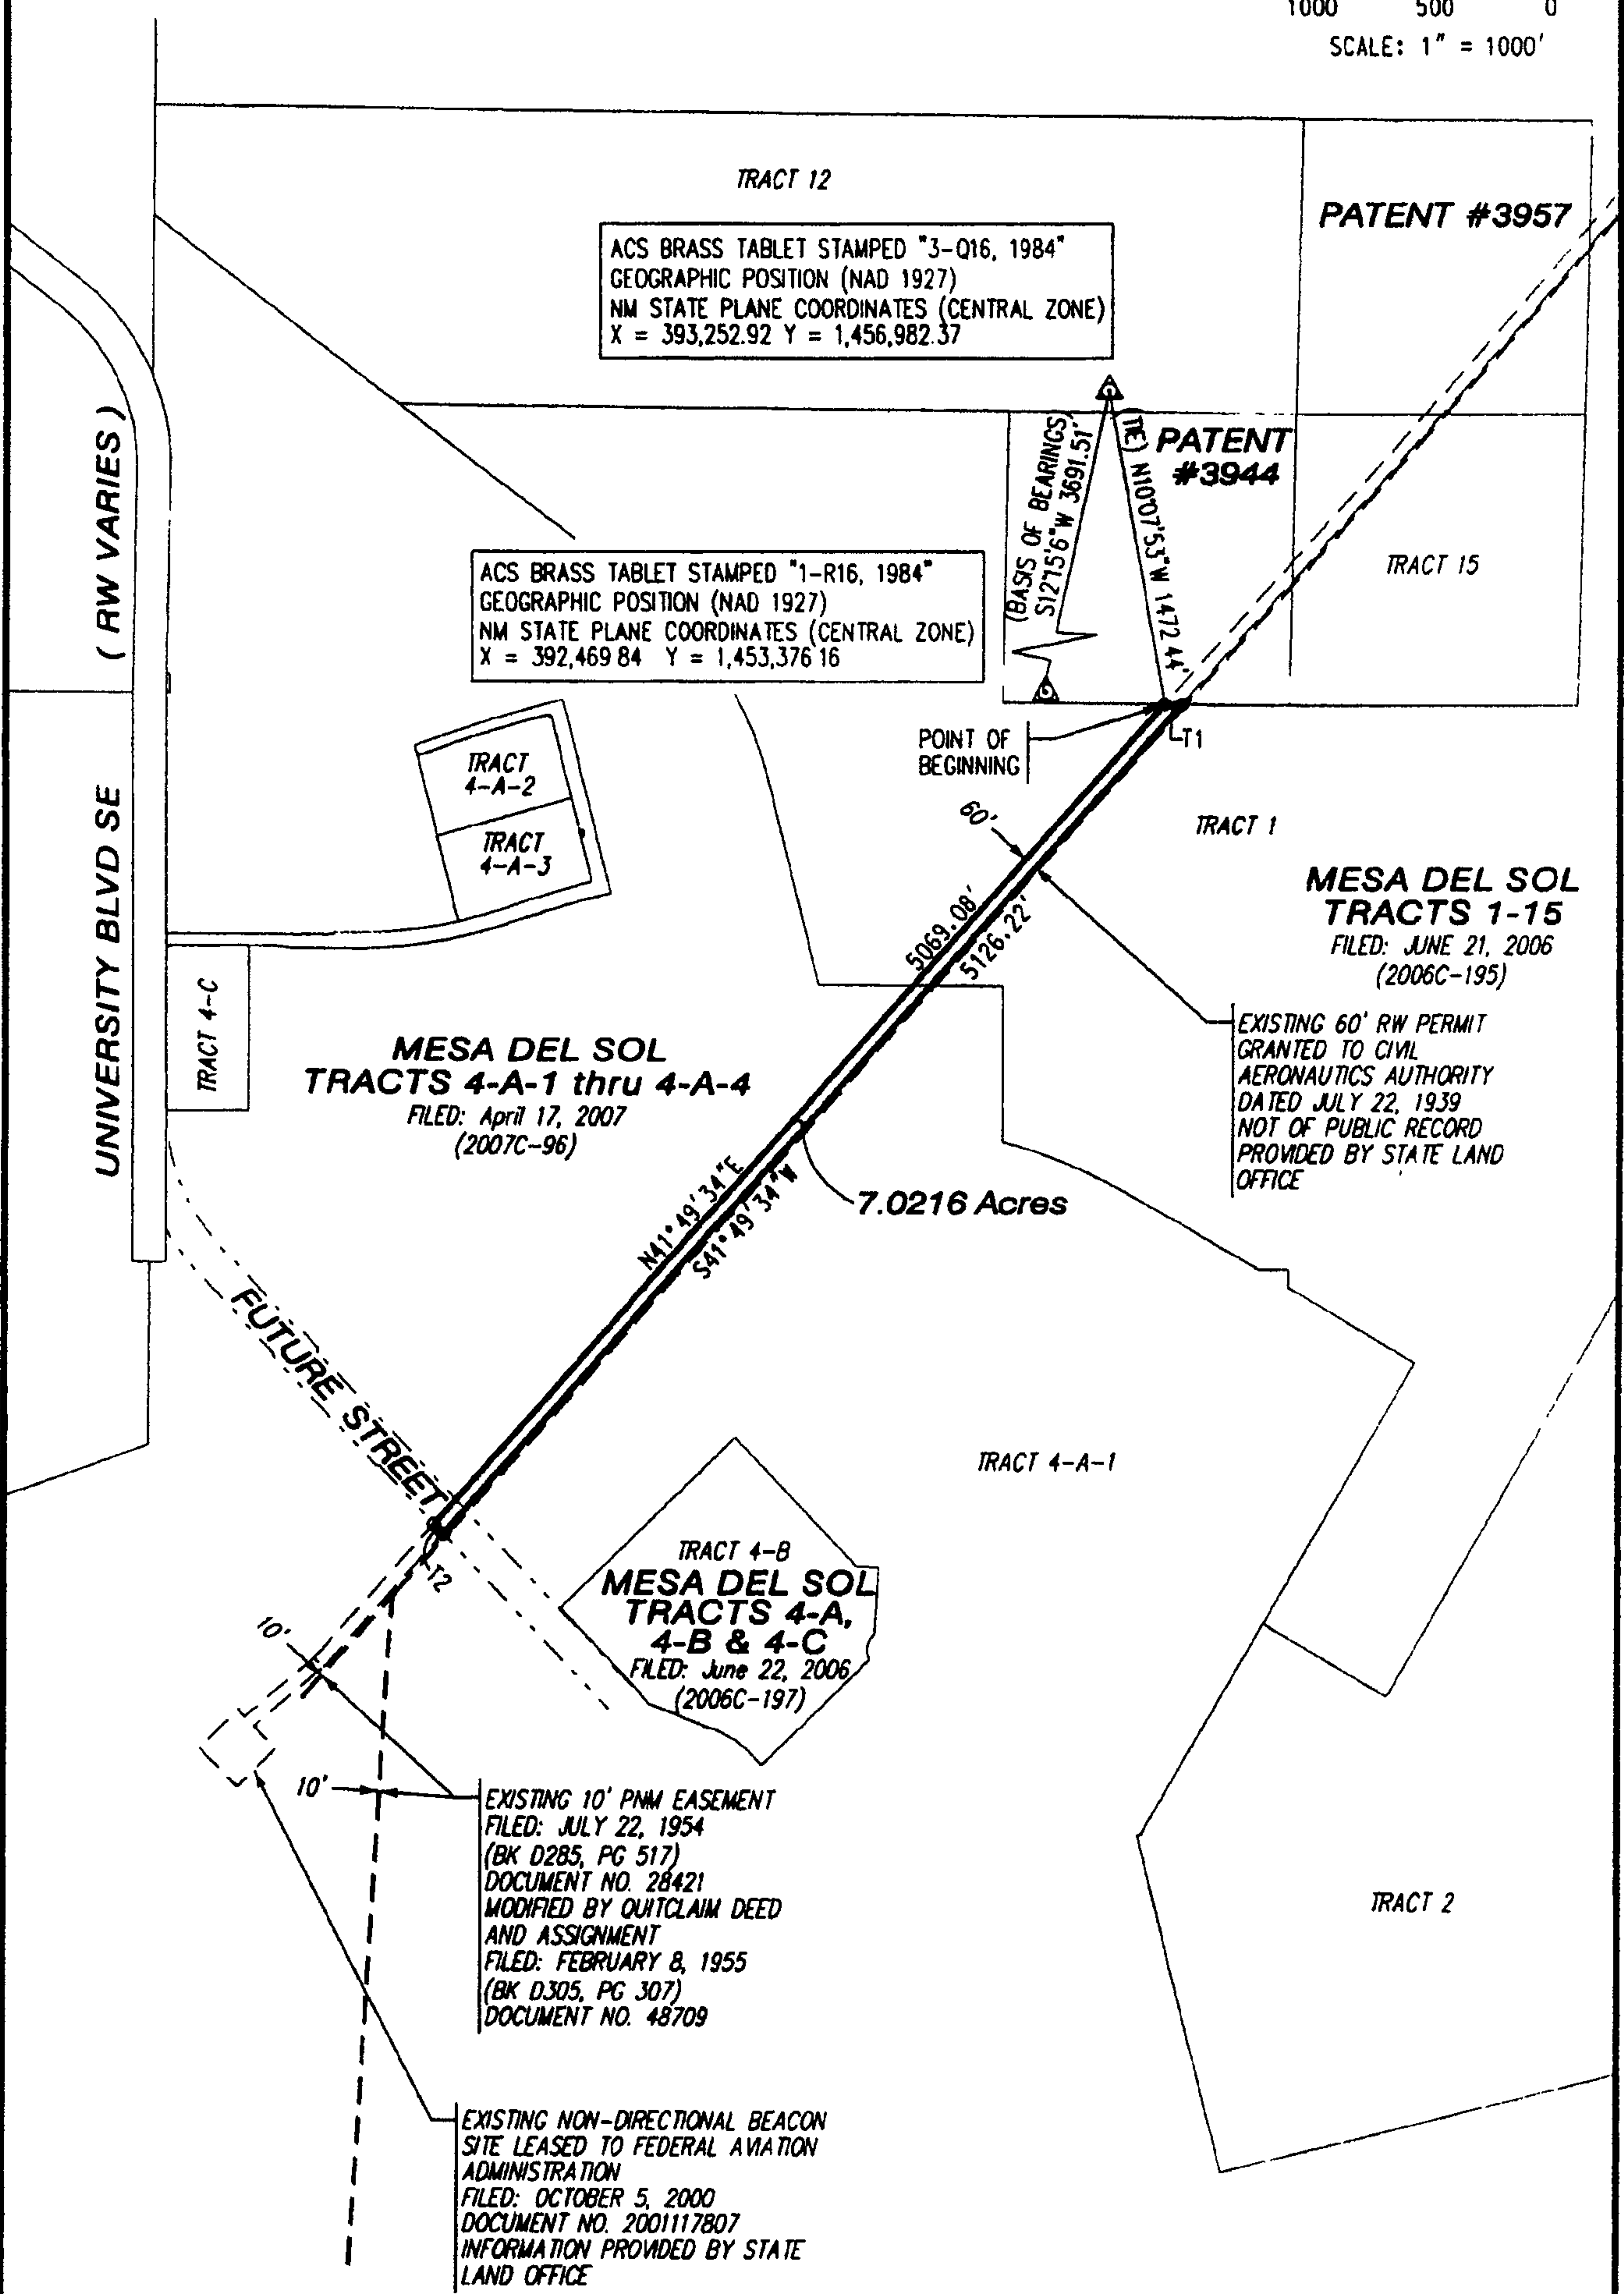 1000 500 0
SCALE: 1" = 1000'
TRACT 12
PATENT #3957
ACS BRASS TABLET STAMPED "3-Q16, 1984"
GEOGRAPHIC POSITION (NAD 1927)
NM STATE PLANE COORDINATES (CENTRAL ZONE)
X = 393,252.92 Y = 1,456,982.37
UNIVERSITY BLVD SE ( RW VARIES )
(BASIS OF BEARINGS)
S12°15'6"W 3691.51'
(TIE) N10°07'53"W 1472 44'
PATENT
#3944
ACS BRASS TABLET STAMPED "1-R16, 1984"
GEOGRAPHIC POSITION (NAD 1927)
NM STATE PLANE COORDINATES (CENTRAL ZONE)
X = 392,469 84 Y = 1,453,376 16
TRACT 15
POINT OF
BEGINNING
T1
TRACT
4-A-2
TRACT
4-A-3
60'
TRACT 1
MESA DEL SOL
TRACTS 1-15
FILED: JUNE 21, 2006
(2006C-195)
5069.08'
5126.22'
TRACT 4-C
EXISTING 60' RW PERMIT
GRANTED TO CIVIL
AERONAUTICS AUTHORITY
DATED JULY 22, 1939
NOT OF PUBLIC RECORD
PROVIDED BY STATE LAND
OFFICE
MESA DEL SOL
TRACTS 4-A-1 thru 4-A-4
FILED: April 17, 2007
(2007C-96)
7.0216 Acres
N41°49'34"E
S41°49'34"W
FUTURE STREET
TRACT 4-A-1
T2
TRACT 4-B
MESA DEL SOL
TRACTS 4-A,
4-B & 4-C
FILED: June 22, 2006
(2006C-197)
10'
10'
EXISTING 10' PNM EASEMENT
FILED: JULY 22, 1954
(BK D285, PG 517)
DOCUMENT NO. 28421
MODIFIED BY QUITCLAIM DEED
AND ASSIGNMENT
FILED: FEBRUARY 8, 1955
(BK D305, PG 307)
DOCUMENT NO. 48709
TRACT 2
EXISTING NON-DIRECTIONAL BEACON
SITE LEASED TO FEDERAL AVIATION
ADMINISTRATION
FILED: OCTOBER 5, 2000
DOCUMENT NO. 2001117807
INFORMATION PROVIDED BY STATE
LAND OFFICE